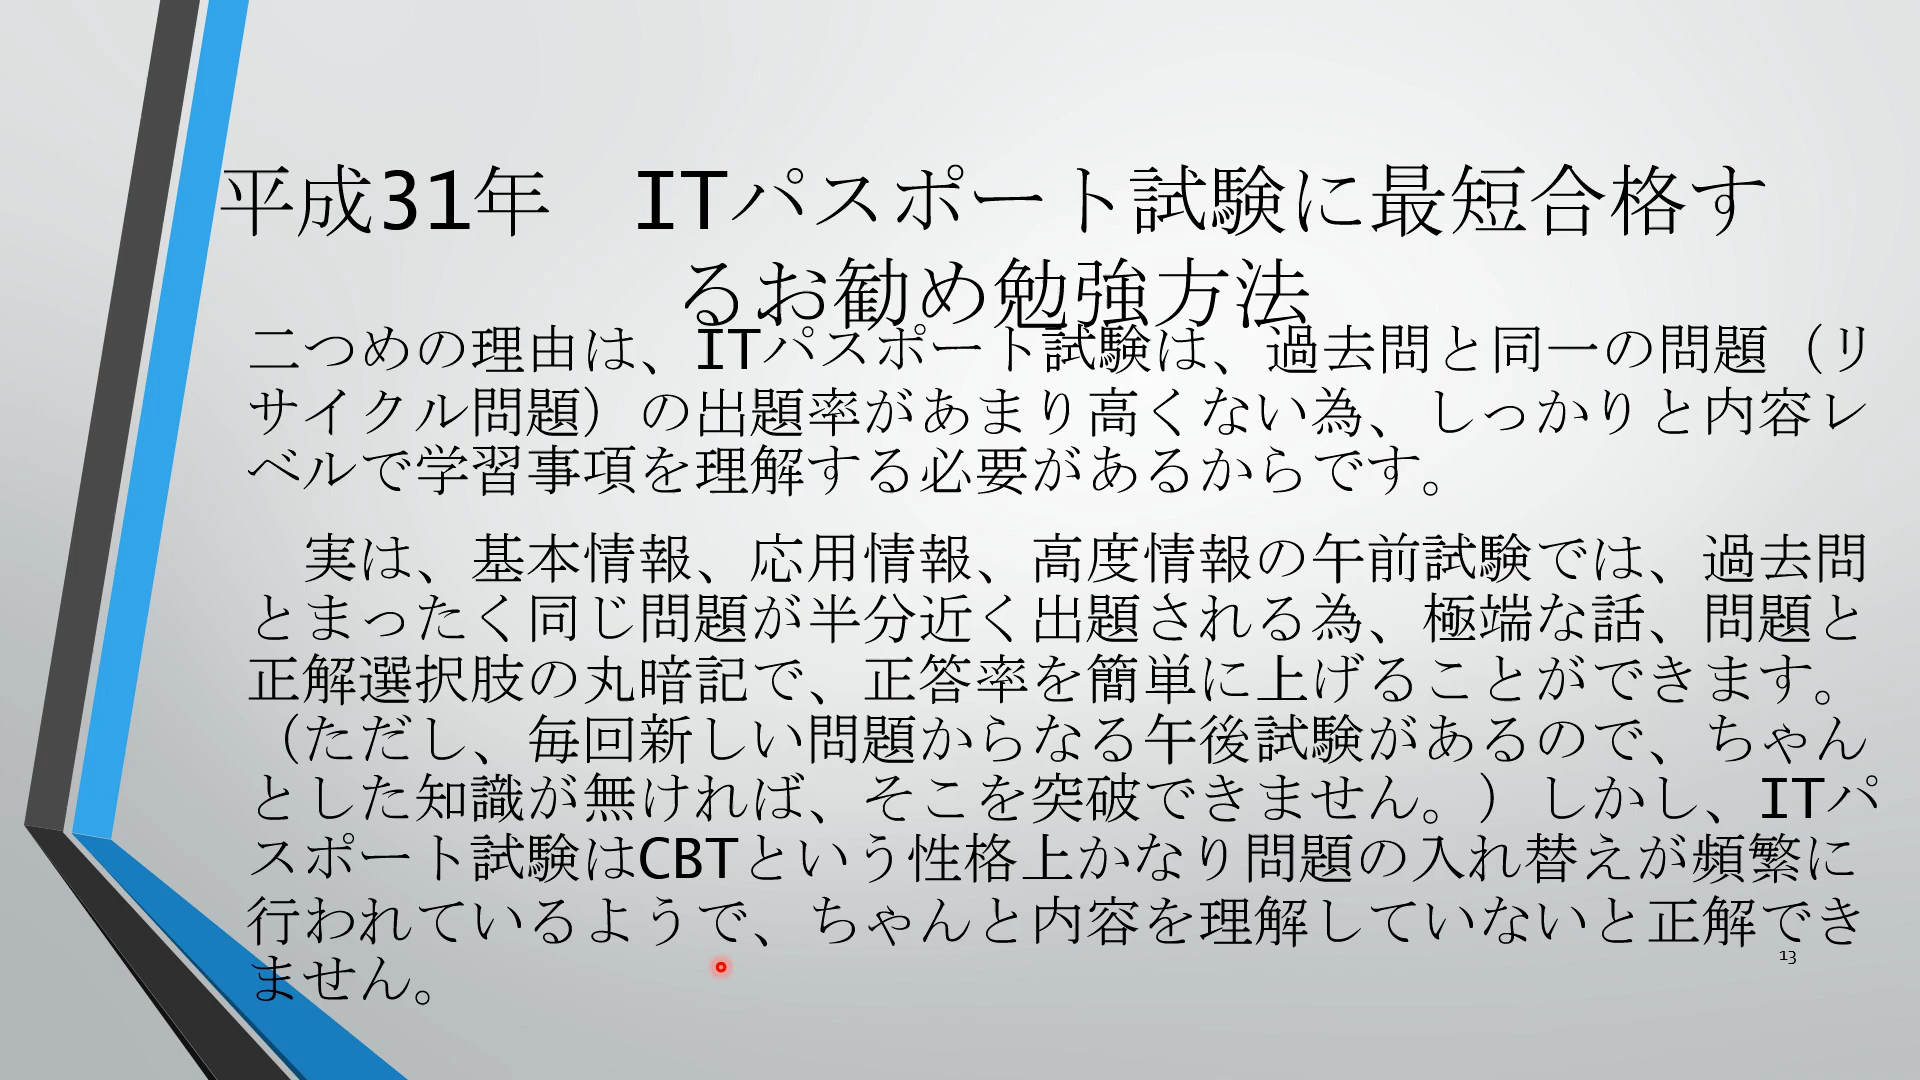 平成31年　ITパスポート試験に最短合格す
るお勧め勉強方法
二つめの理由は、ITパスポート試験は、過去問と同一の問題（リ
サイクル問題）の出題率があまり高くない為、しっかりと内容レ
ベルで学習事項を理解する必要があるからです。
　実は、基本情報、応用情報、高度情報の午前試験では、過去問
とまったく同じ問題が半分近く出題される為、極端な話、問題と
正解選択肢の丸暗記で、正答率を簡単に上げることができます。
（ただし、毎回新しい問題からなる午後試験があるので、ちゃん
とした知識が無ければ、そこを突破できません。）しかし、ITパ
スポート試験はCBTという性格上かなり問題の入れ替えが頻繁に
行われているようで、ちゃんと内容を理解していないと正解でき
ません。
13